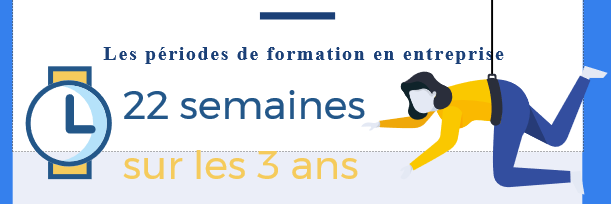 Les périodes de formation en entreprise
22 semaines
sur les 3 ans